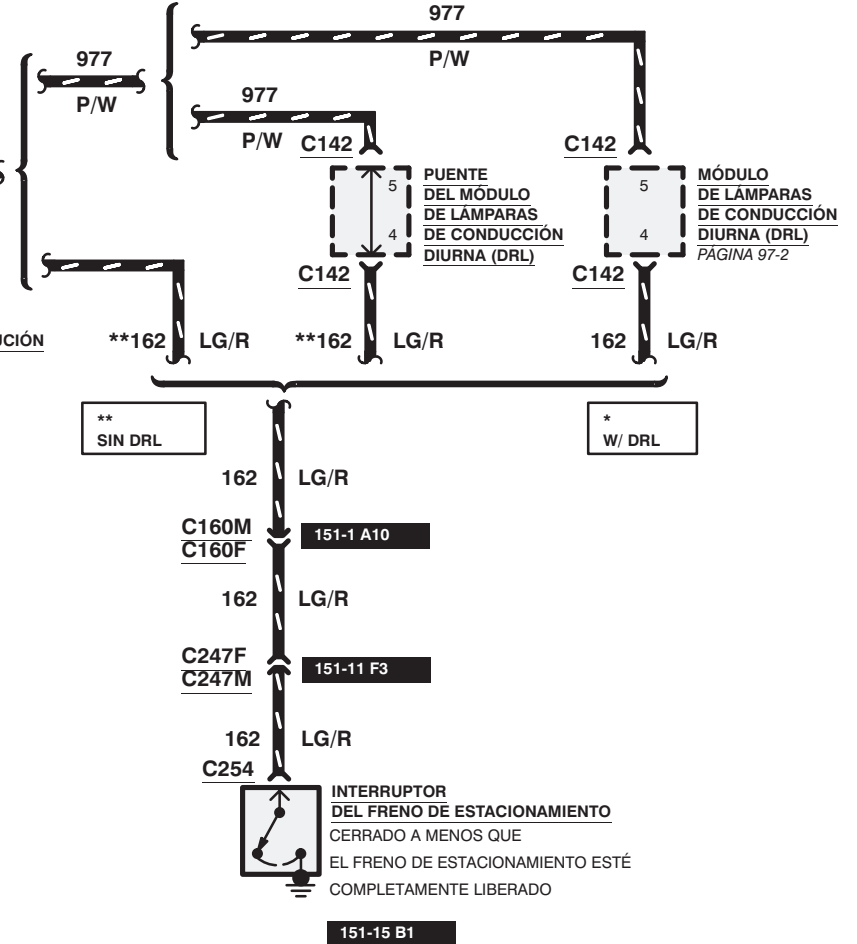 977
P/W
977
P/W
977
P/W
C142
C142
5
4
PUENTE
DEL MÓDULO
DE LÁMPARAS
DE CONDUCCIÓN
DIURNA (DRL)
5
4
MÓDULO
DE LÁMPARAS
DE CONDUCCIÓN
DIURNA (DRL)
PÁGINA 97-2
C142
C142
**162 LG/R
**162 LG/R
162 LG/R
**
SIN DRL
*
W/ DRL
162 LG/R
C160M
C160F
151-1 A10
162 LG/R
C247F
C247M
151-11 F3
162 LG/R
C254
INTERRUPTOR
DEL FRENO DE ESTACIONAMIENTO
CERRADO A MENOS QUE
EL FRENO DE ESTACIONAMIENTO ESTÉ
COMPLETAMENTE LIBERADO
151-15 B1